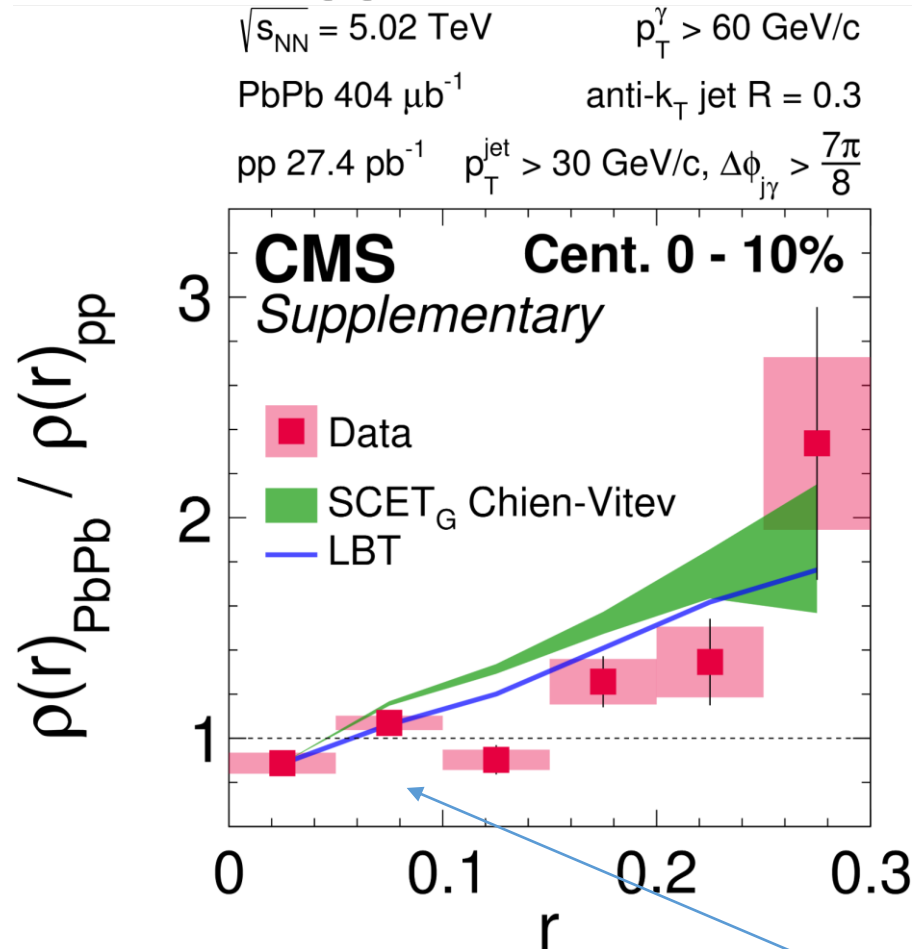 √s_NN = 5.02 TeV p_T^γ > 60 GeV/c
PbPb 404 μb⁻¹ anti-k_T jet R = 0.3
pp 27.4 pb⁻¹ p_T^jet > 30 GeV/c, Δϕ_jγ > 7π/8
CMS Cent. 0 - 10%
Supplementary
Data
SCET_G Chien-Vitev
LBT
ρ(r)_PbPb / ρ(r)_pp
3
2
1
0 0.1 0.2 0.3
r